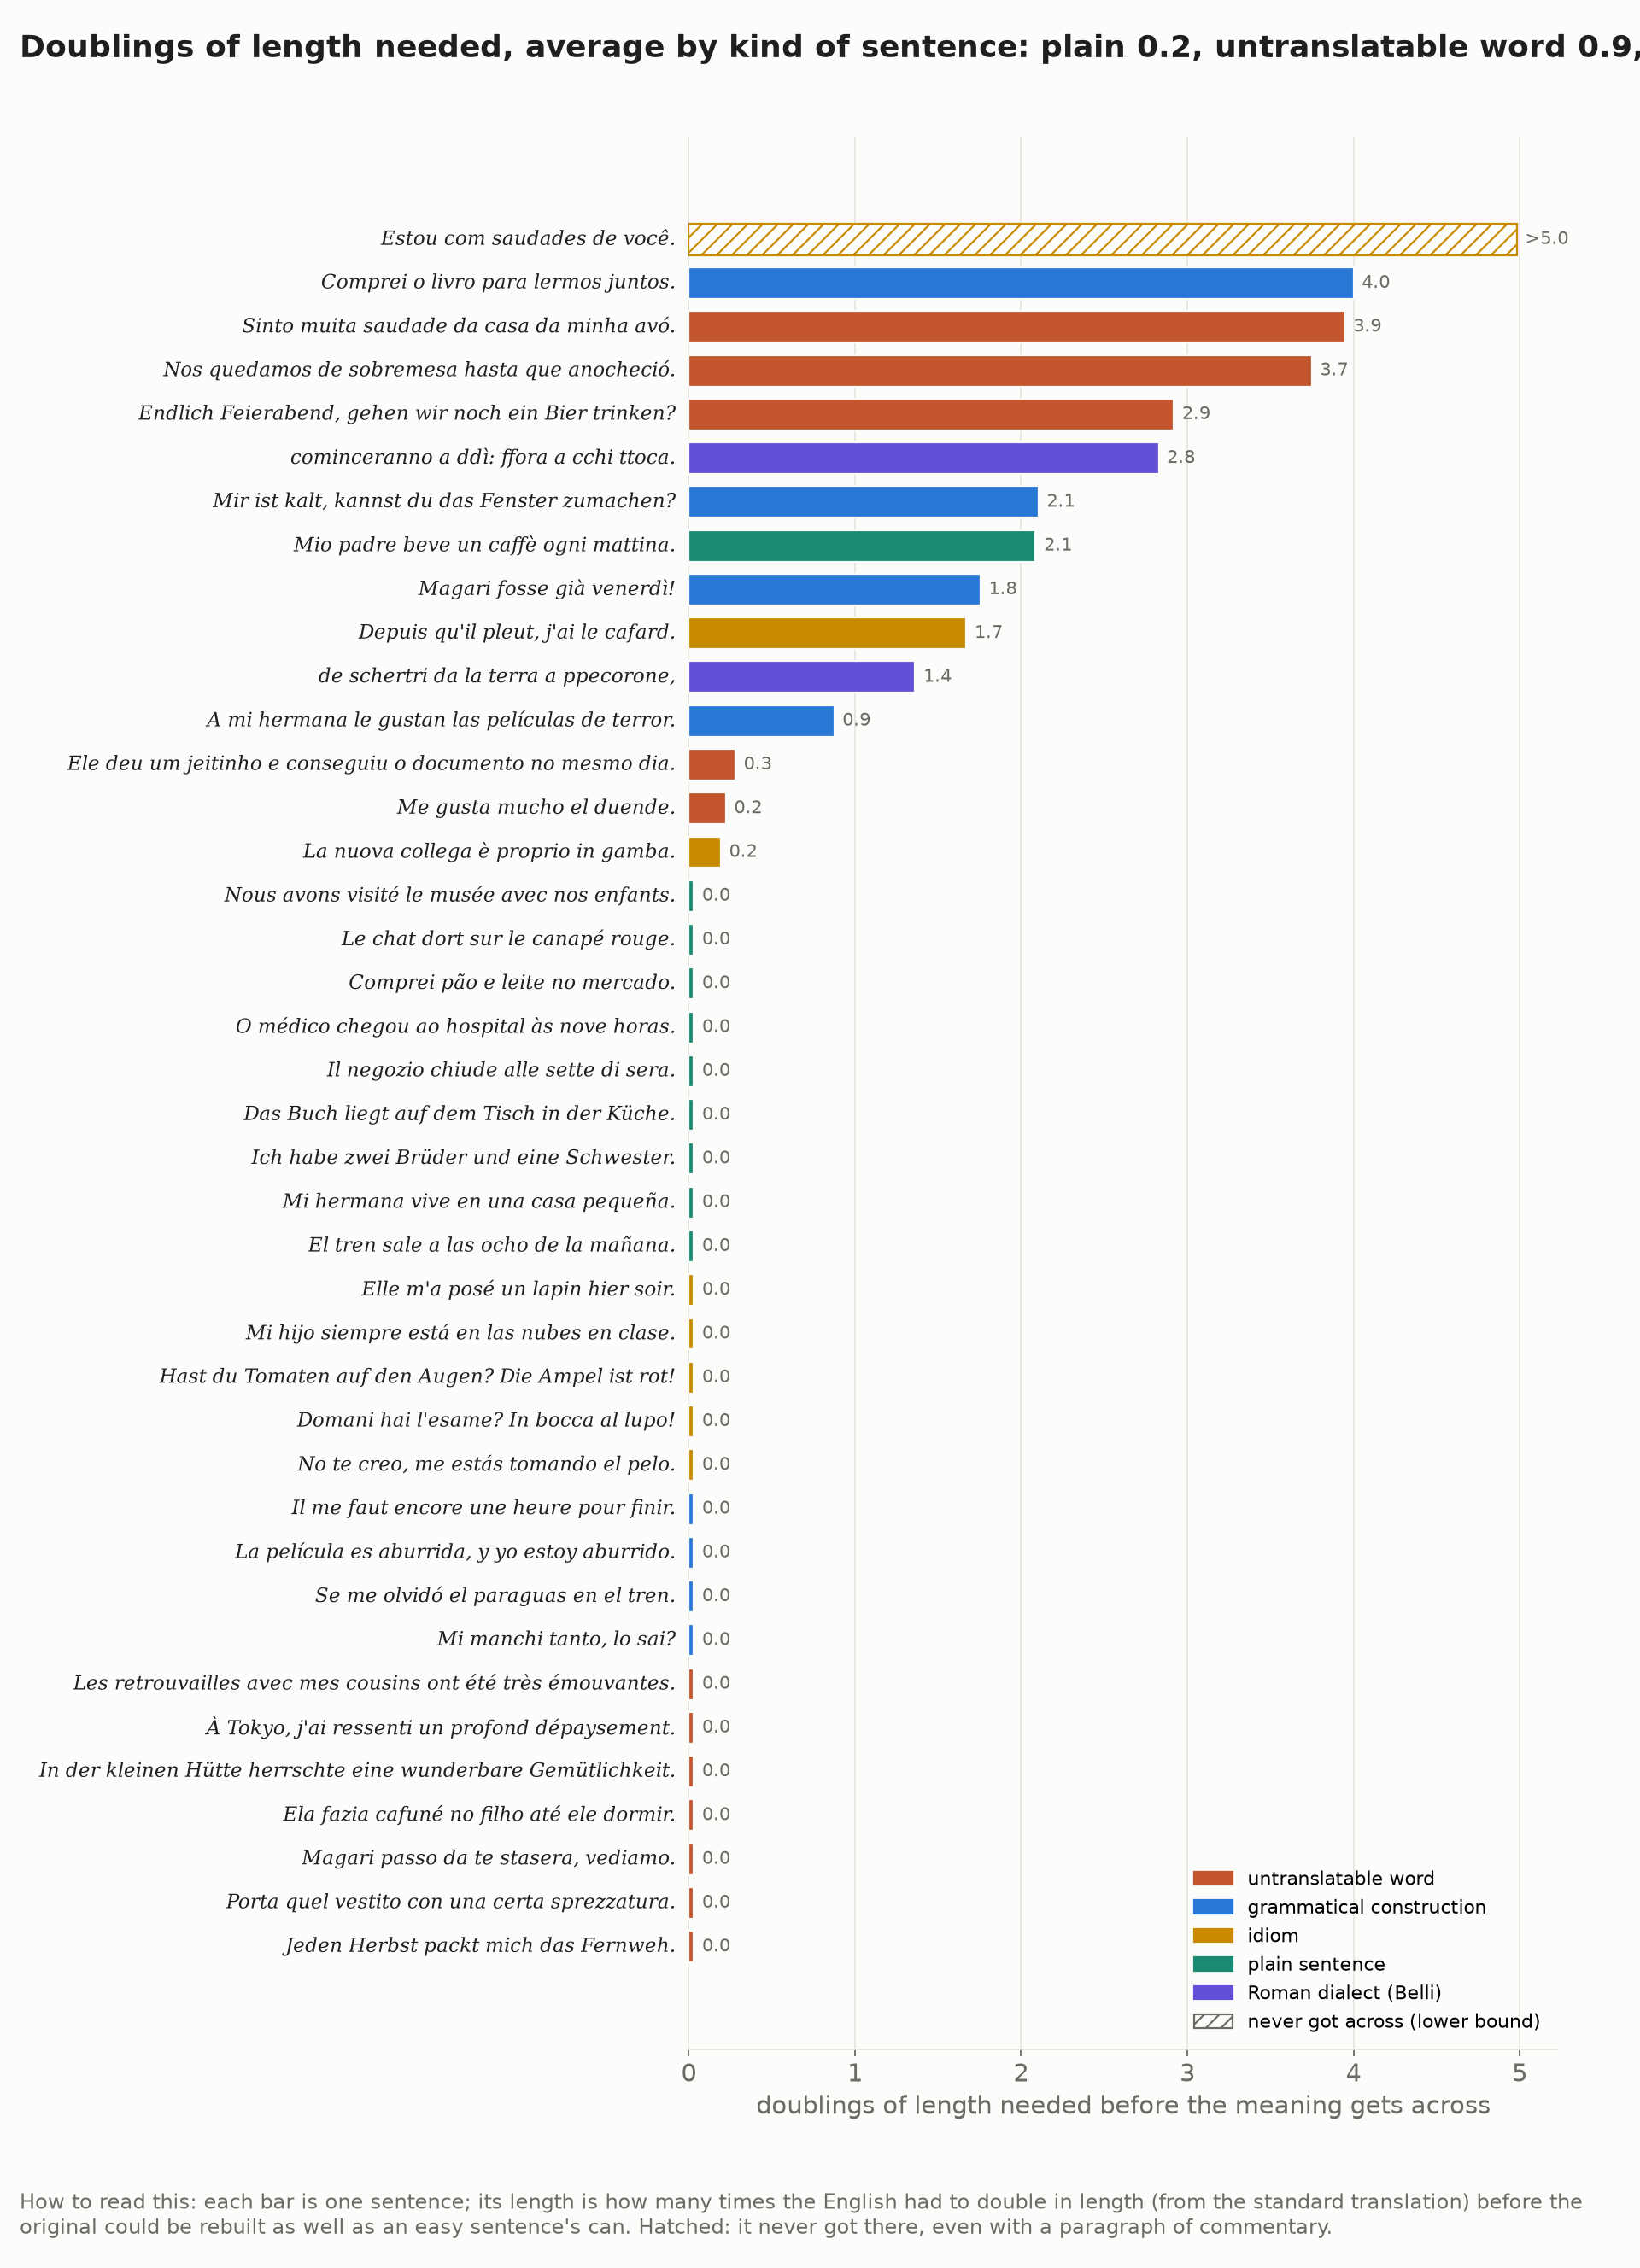 Doublings of length needed, average by kind of sentence: plain 0.2, untranslatable word 0.9,
Estou com saudades de você. >5.0
Comprei o livro para lermos juntos. 4.0
Sinto muita saudade da casa da minha avó. 3.9
Nos quedamos de sobremesa hasta que anocheció. 3.7
Endlich Feierabend, gehen wir noch ein Bier trinken? 2.9
cominceranno a ddì: ffora a cchi ttoca. 2.8
Mir ist kalt, kannst du das Fenster zumachen? 2.1
Mio padre beve un caffè ogni mattina. 2.1
Magari fosse già venerdì! 1.8
Depuis qu'il pleut, j'ai le cafard. 1.7
de schertri da la terra a ppecorone, 1.4
A mi hermana le gustan las películas de terror. 0.9
Ele deu um jeitinho e conseguiu o documento no mesmo dia. 0.3
Me gusta mucho el duende. 0.2
La nuova collega è proprio in gamba. 0.2
Nous avons visité le musée avec nos enfants. 0.0
Le chat dort sur le canapé rouge. 0.0
Comprei pão e leite no mercado. 0.0
O médico chegou ao hospital às nove horas. 0.0
Il negozio chiude alle sette di sera. 0.0
Das Buch liegt auf dem Tisch in der Küche. 0.0
Ich habe zwei Brüder und eine Schwester. 0.0
Mi hermana vive en una casa pequeña. 0.0
El tren sale a las ocho de la mañana. 0.0
Elle m'a posé un lapin hier soir. 0.0
Mi hijo siempre está en las nubes en clase. 0.0
Hast du Tomaten auf den Augen? Die Ampel ist rot! 0.0
Domani hai l'esame? In bocca al lupo! 0.0
No te creo, me estás tomando el pelo. 0.0
Il me faut encore une heure pour finir. 0.0
La película es aburrida, y yo estoy aburrido. 0.0
Se me olvidó el paraguas en el tren. 0.0
Mi manchi tanto, lo sai? 0.0
Les retrouvailles avec mes cousins ont été très émouvantes. 0.0
À Tokyo, j'ai ressenti un profond dépaysement. 0.0
In der kleinen Hütte herrschte eine wunderbare Gemütlichkeit. 0.0
Ela fazia cafuné no filho até ele dormir. 0.0
Magari passo da te stasera, vediamo. 0.0
Porta quel vestito con una certa sprezzatura. 0.0
Jeden Herbst packt mich das Fernweh. 0.0
untranslatable word
grammatical construction
idiom
plain sentence
Roman dialect (Belli)
never got across (lower bound)
0 1 2 3 4 5
doublings of length needed before the meaning gets across
How to read this: each bar is one sentence; its length is how many times the English had to double in length (from the standard translation) before the
original could be rebuilt as well as an easy sentence's can. Hatched: it never got there, even with a paragraph of commentary.